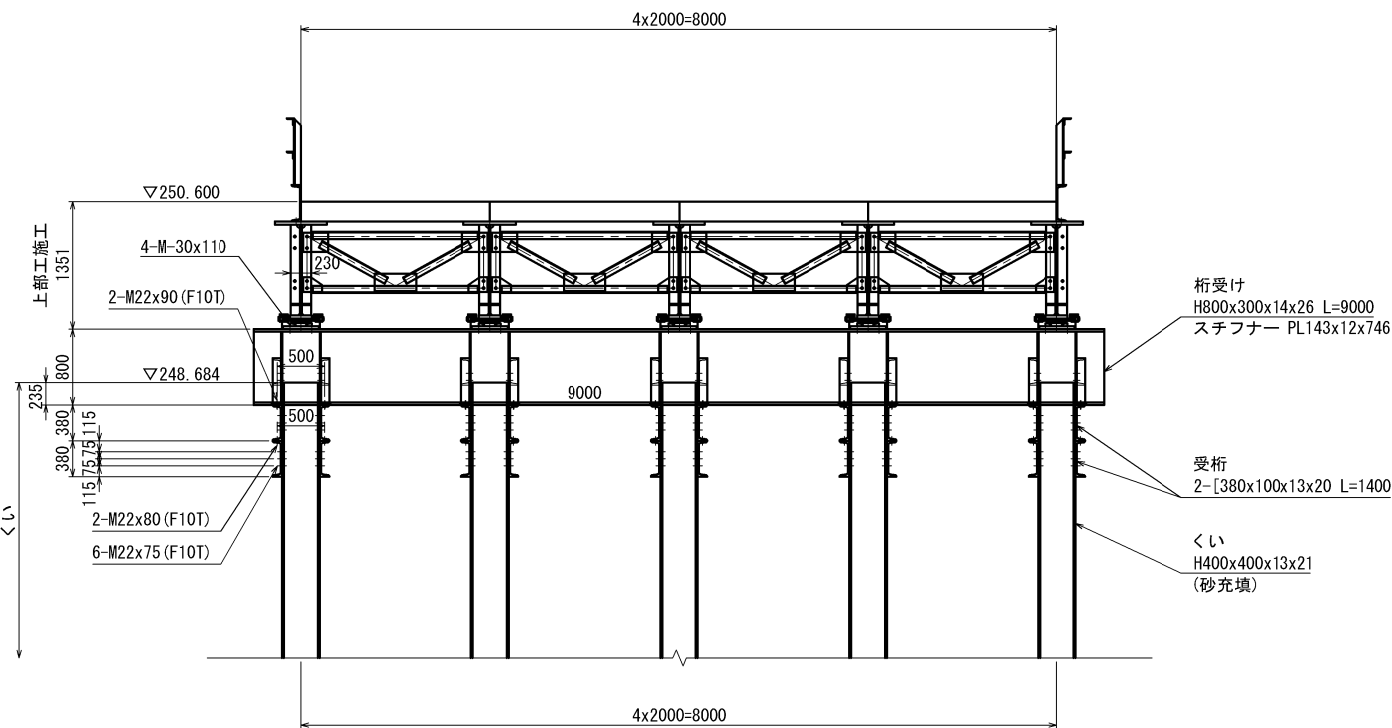 4x2000=8000
▽250.600
上部工施工
1351
4-M-30x110
230
2-M22x90(F10T)
桁受け
H800x300x14x26 L=9000
スチフナー PL143x12x746
800
500
▽248.684
235
9000
380
115
500
75
75
380
115
受桁
2-[380x100x13x20 L=1400
くい
2-M22x80(F10T)
6-M22x75(F10T)
くい
H400x400x13x21
(砂充填)
4x2000=8000